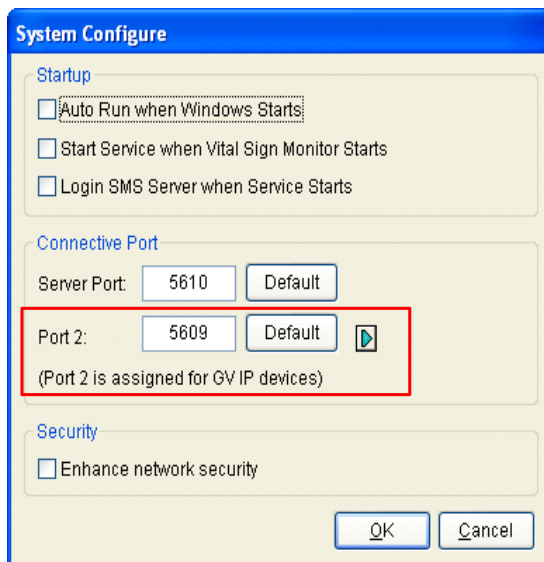 System Configure
Startup
Auto Run when Windows Starts
Start Service when Vital Sign Monitor Starts
Login SMS Server when Service Starts
Connective Port
Server Port: 5610 Default
Port 2: 5609 Default
(Port 2 is assigned for GV IP devices)
Security
Enhance network security
OK Cancel